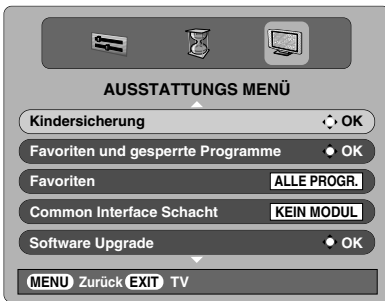 AUSSTATTUNGS MENÜ
Kindersicherung OK
Favoriten und gesperrte Programme OK
Favoriten ALLE PROGR.
Common Interface Schacht KEIN MODUL
Software Upgrade OK
MENU Zurück EXIT TV